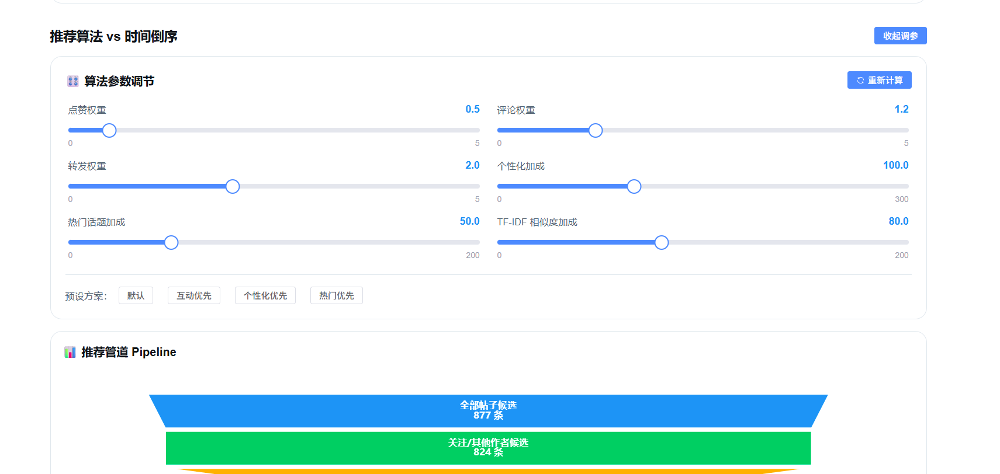 推荐算法 vs 时间倒序
收起调参
算法参数调节
重新计算
点赞权重
0.5
0
5
评论权重
1.2
0
5
转发权重
2.0
0
5
个性化加成
100.0
0
300
热门话题加成
50.0
0
200
TF-IDF 相似度加成
80.0
0
200
预设方案：
默认
互动优先
个性化优先
热门优先
推荐管道 Pipeline
全部帖子候选
877 条
关注/其他作者候选
824 条